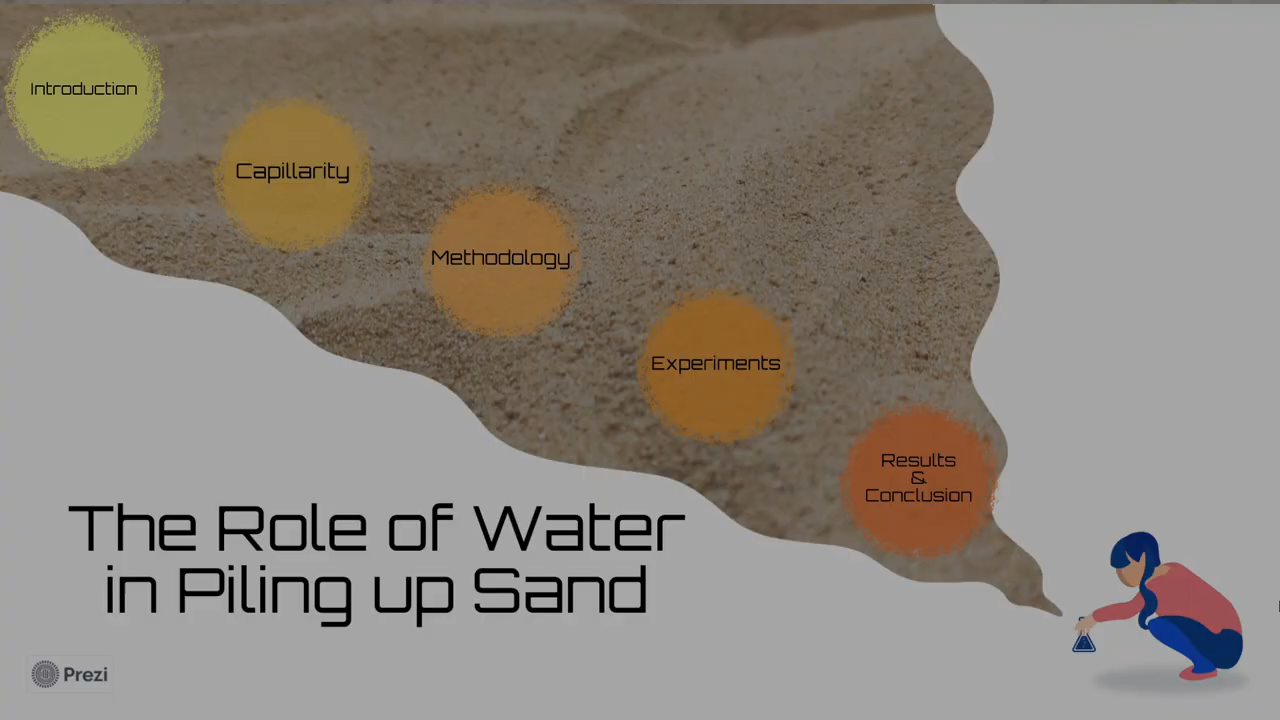 Introduction
Capillarity
Methodology
Experiments
Results
&
Conclusion
The Role of Water
in Piling up Sand
Prezi